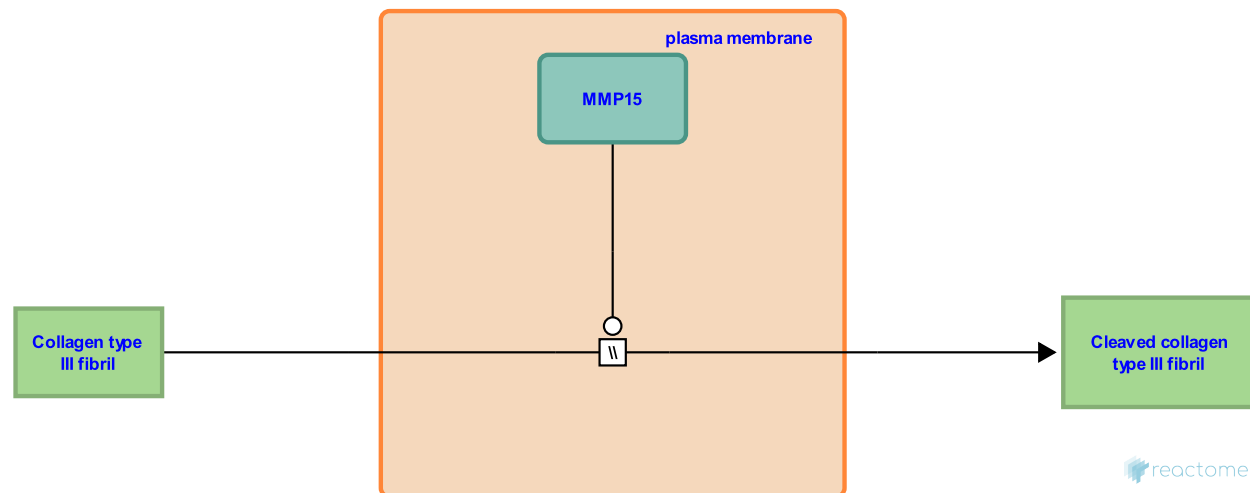 plasma membrane
MMP15
\\
Collagen type
III fibril
Cleaved collagen
type III fibril
reactome